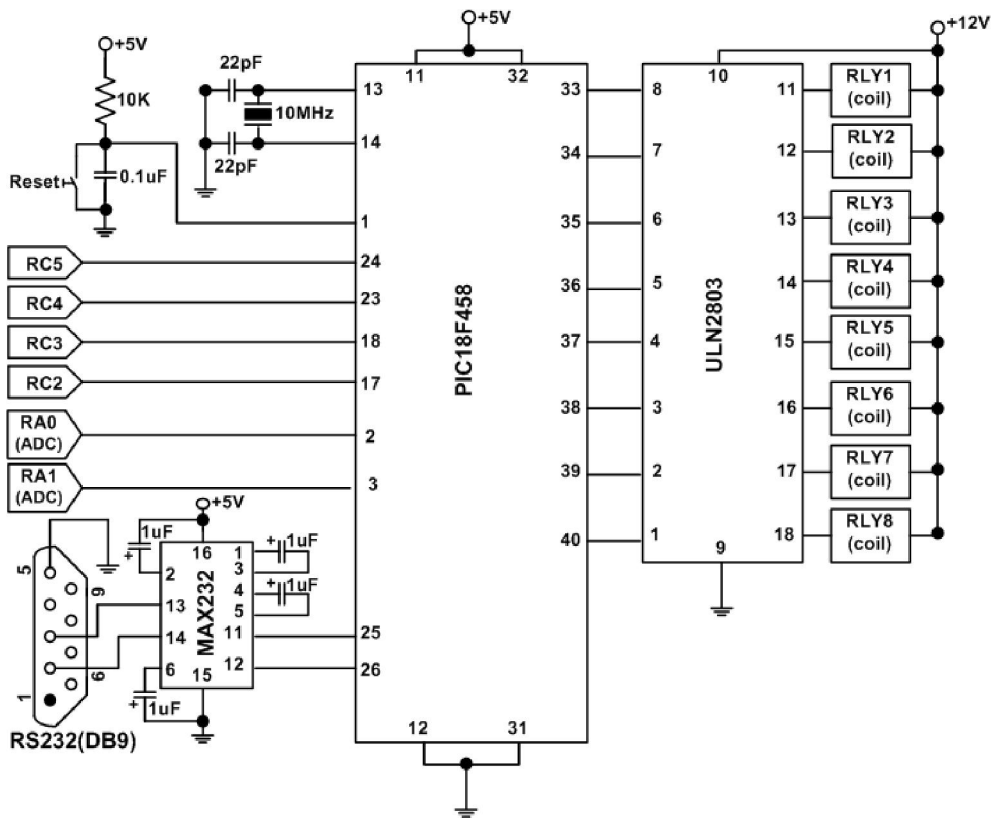 +5V
+12V
+5V
22pF
10K
10MHz
22pF
Reset
0.1uF
13
14
1
24
23
18
17
2
3
25
26
11
32
12
31
PIC18F458
33
34
35
36
37
38
39
40
8
7
6
5
4
3
2
1
10
9
ULN2803
11
12
13
14
15
16
17
18
RLY1
(coil)
RLY2
(coil)
RLY3
(coil)
RLY4
(coil)
RLY5
(coil)
RLY6
(coil)
RLY7
(coil)
RLY8
(coil)
RC5
RC4
RC3
RC2
RA0
(ADC)
RA1
(ADC)
+5V
1uF
+
+
1uF
+
1uF
+
1uF
16
2
13
14
6
15
1
3
4
5
11
12
MAX232
5
9
6
1
RS232(DB9)